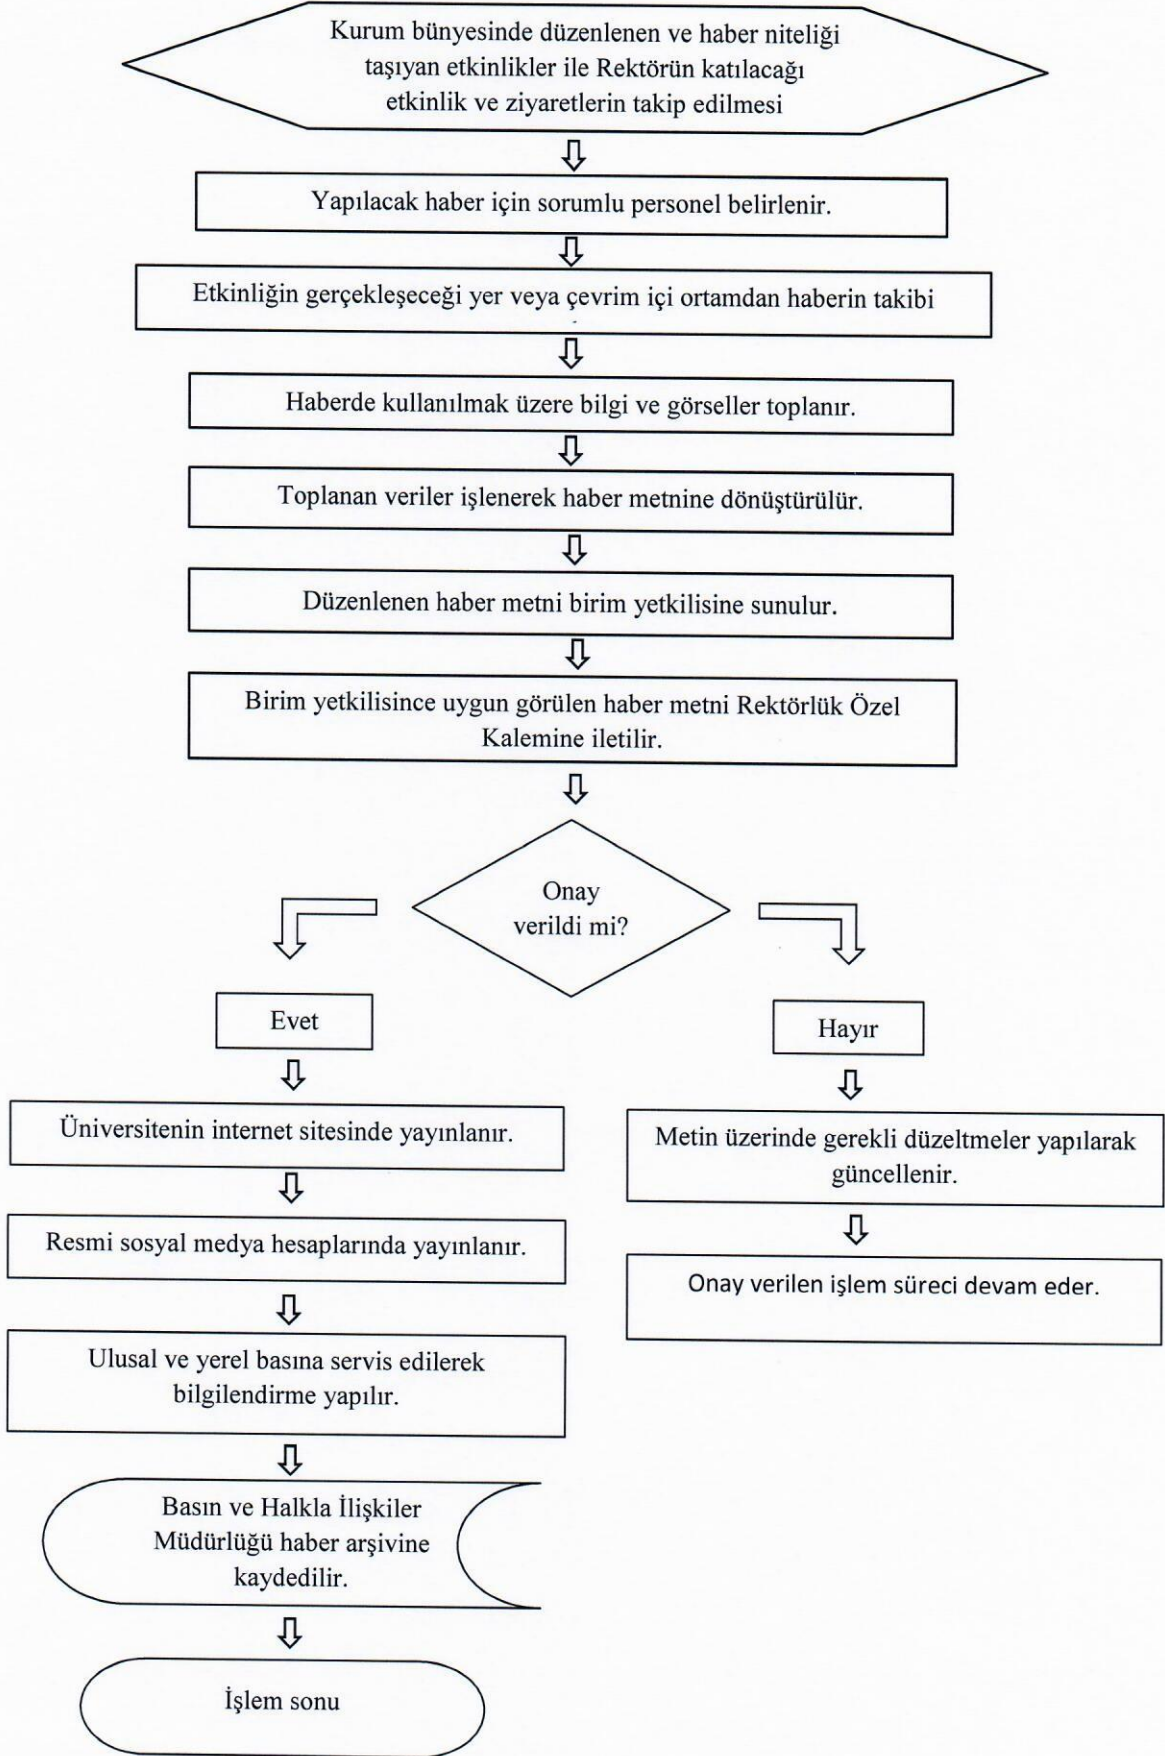 Kurum bünyesinde düzenlenen ve haber niteliği
taşıyan etkinlikler ile Rektörün katılacağı
etkinlik ve ziyaretlerin takip edilmesi
Yapılacak haber için sorumlu personel belirlenir.
Etkinliğin gerçekleşeceği yer veya çevrim içi ortamdan haberin takibi
Haberde kullanılmak üzere bilgi ve görseller toplanır.
Toplanan veriler işlenerek haber metnine dönüştürülür.
Düzenlenen haber metni birim yetkilisine sunulur.
Birim yetkilisince uygun görülen haber metni Rektörlük Özel
Kalemine iletilir.
Onay
verildi mi?
Evet
Hayır
Üniversitenin internet sitesinde yayınlanır.
Resmi sosyal medya hesaplarında yayınlanır.
Ulusal ve yerel basına servis edilerek
bilgilendirme yapılır.
Basın ve Halkla İlişkiler
Müdürlüğü haber arşivine
kaydedilir.
İşlem sonu
Metin üzerinde gerekli düzeltmeler yapılarak
güncellenir.
Onay verilen işlem süreci devam eder.